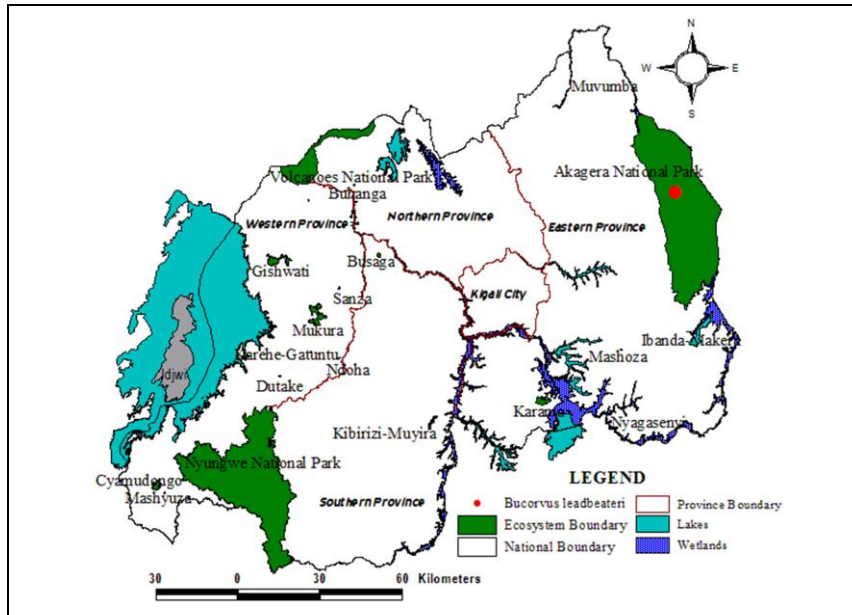 N
W E
S
Muvumba
Akagera National Park
Volcanoes National Park
Buhanga
Northern Province
Western Province
Eastern Province
Busaga
Gishwati
Kigali City
Sanza
Mukura
Ibanda-Makera
Mashoza
Karehe-Gatuntu
Ndoha
Idjwi
Dutake
Karama
Nyagasenyi
Kibirizi-Muyira
Nyungwe National Park
Cyamudongo
Mashyuza
Southern Province
LEGEND
Bucorvus leadbeateri Province Boundary
Ecosystem Boundary Lakes
National Boundary Wetlands
30 0 30 60 Kilometers